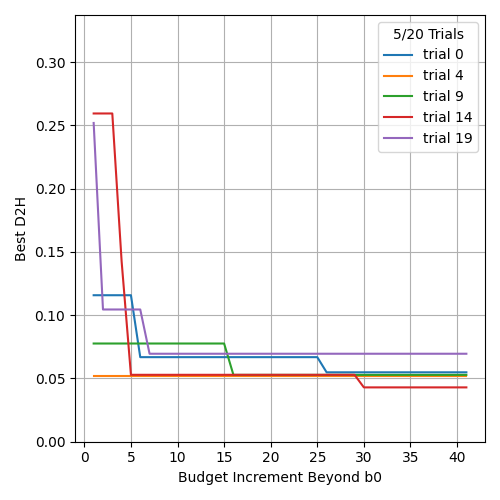 5/20 Trials
trial 0
trial 4
trial 9
trial 14
trial 19
Best D2H
0.30
0.25
0.20
0.15
0.10
0.05
0.00
0 5 10 15 20 25 30 35 40
Budget Increment Beyond b0